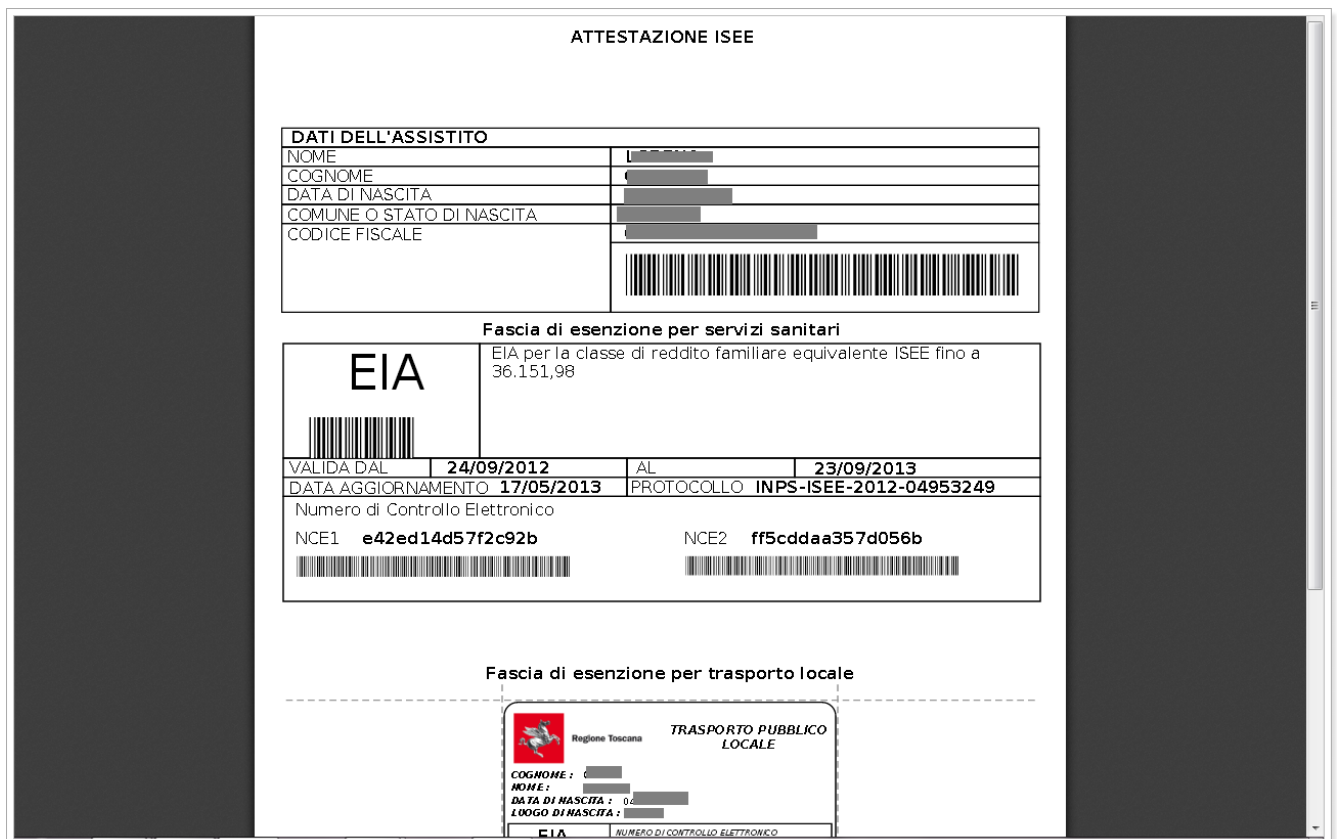 ATTESTAZIONE ISEE
DATI DELL'ASSISTITO
NOME
COGNOME
DATA DI NASCITA
COMUNE O STATO DI NASCITA
CODICE FISCALE
Fascia di esenzione per servizi sanitari
EIA
EIA per la classe di reddito familiare equivalente ISEE fino a
36.151,98
VALIDA DAL 24/09/2012 AL 23/09/2013
DATA AGGIORNAMENTO 17/05/2013 PROTOCOLLO INPS-ISEE-2012-04953249
Numero di Controllo Elettronico
NCE1 e42ed14d57f2c92b NCE2 ff5cddaa357d056b
Fascia di esenzione per trasporto locale
Regione Toscana
TRASPORTO PUBBLICO
LOCALE
COGNOME :
NOME :
DATA DI NASCITA : 04
LUOGO DI NASCITA :
EIA NUMERO DI CONTROLLO ELETTRONICO